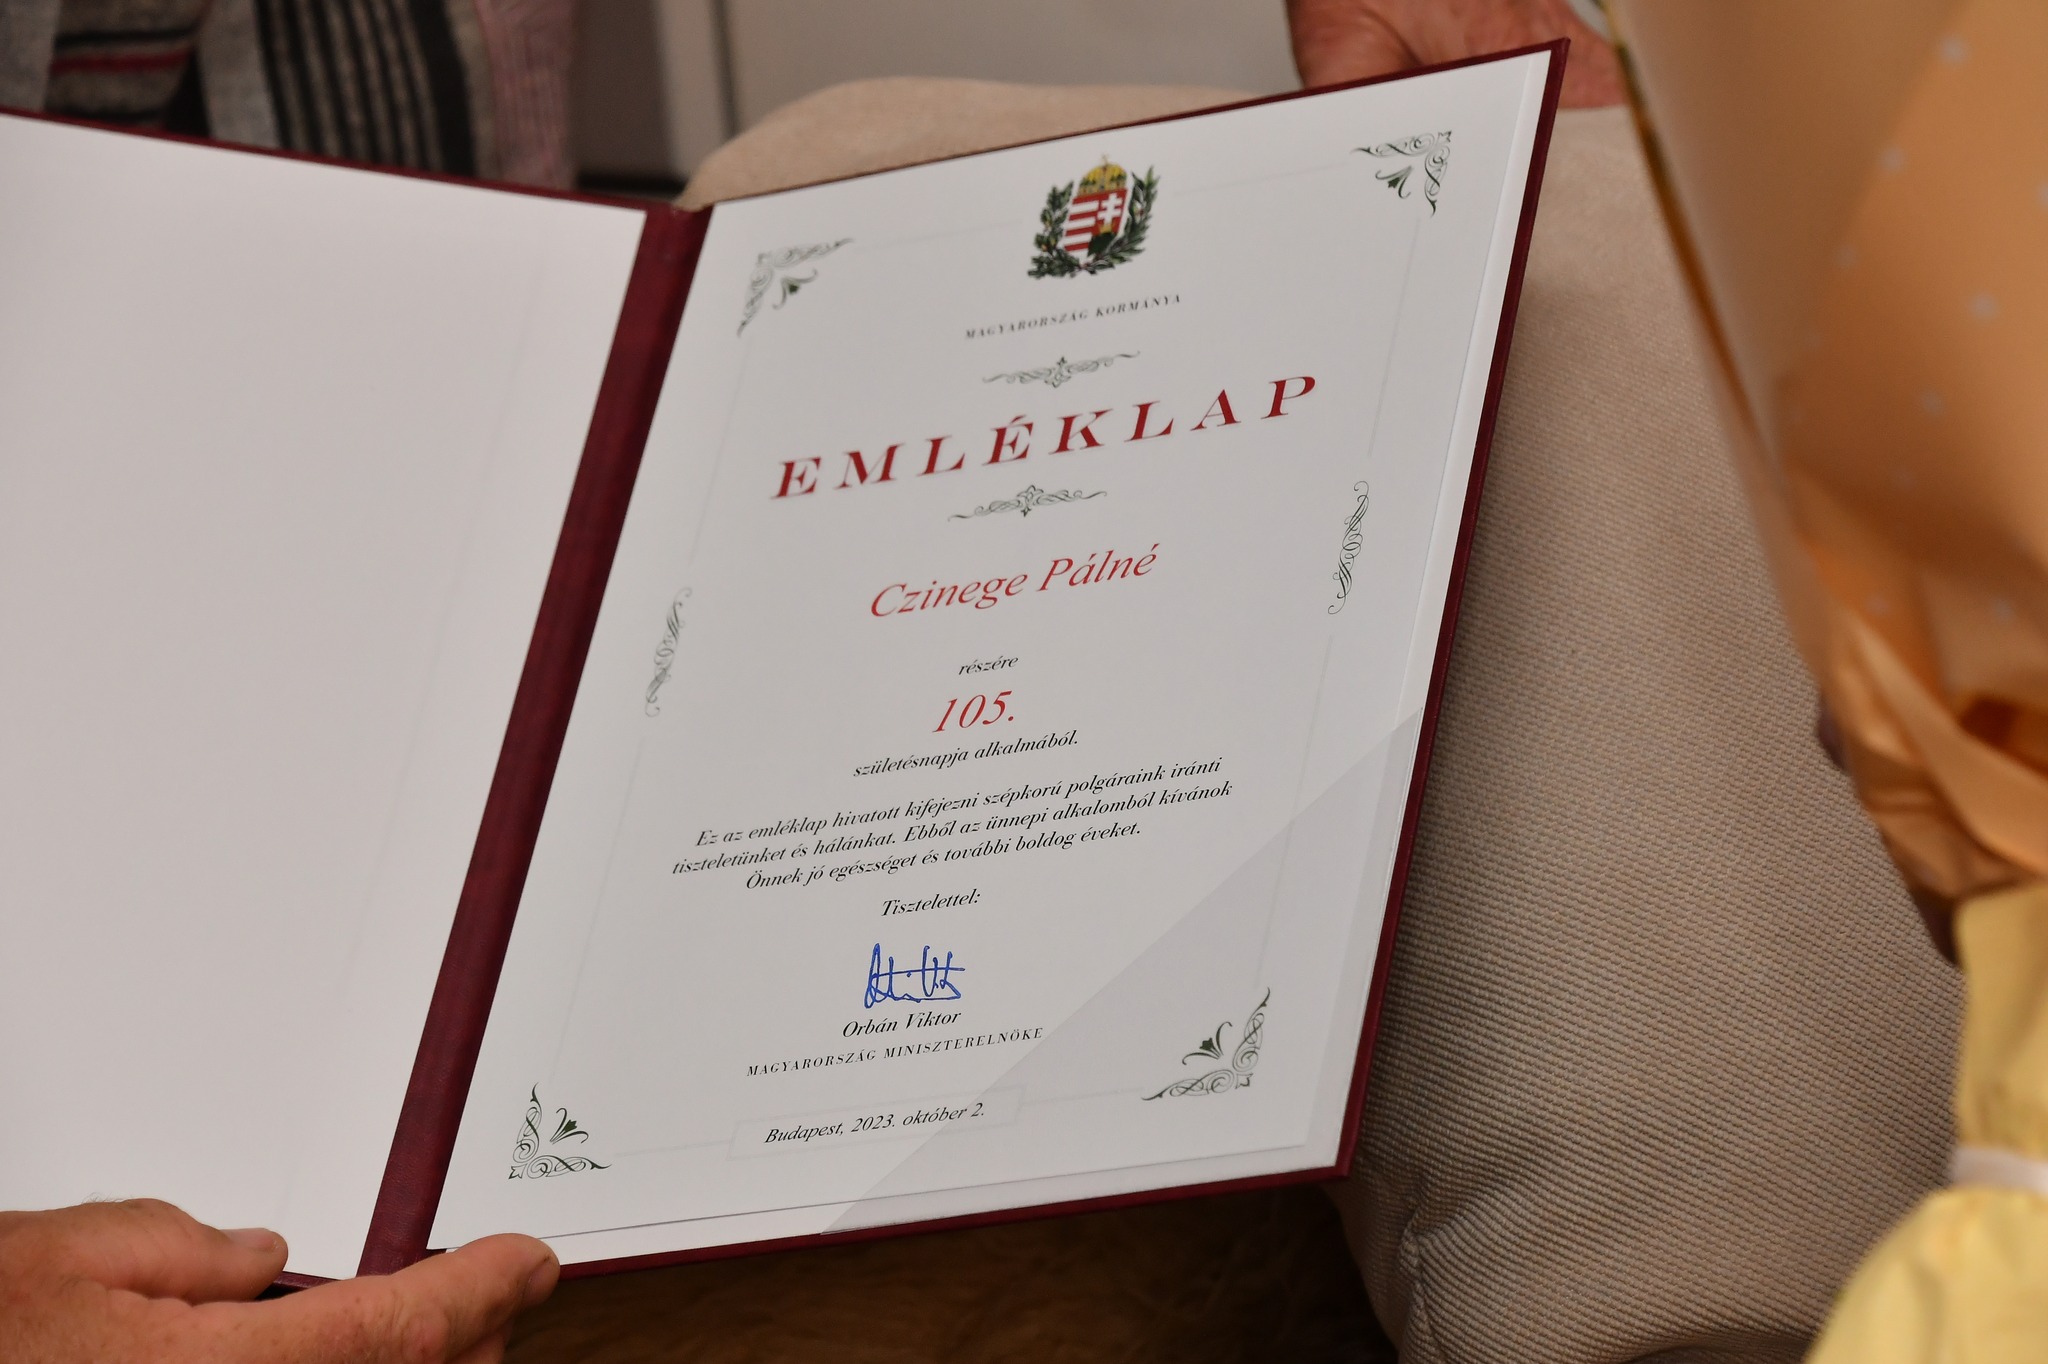 MAGYARORSZÁG KORMÁNYA
EMLÉKLAP
Czinege Pálné
részére
105.
születésnapja alkalmából.
Ez az emléklap hivatott kifejezni szépkorú polgáraink iránti
tiszteletünket és hálánkat. Ebből az ünnepi alkalomból kívánok
Önnek jó egészséget és további boldog éveket.
Tisztelettel:
Orbán Viktor
MAGYARORSZÁG MINISZTERELNÖKE
Budapest, 2023. október 2.